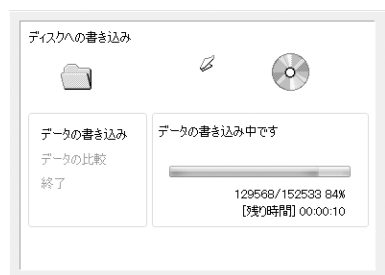 ディスクへの書き込み
データの書き込み
データの比較
終了
データの書き込み中です
129568/152533 84%
[残り時間] 00:00:10